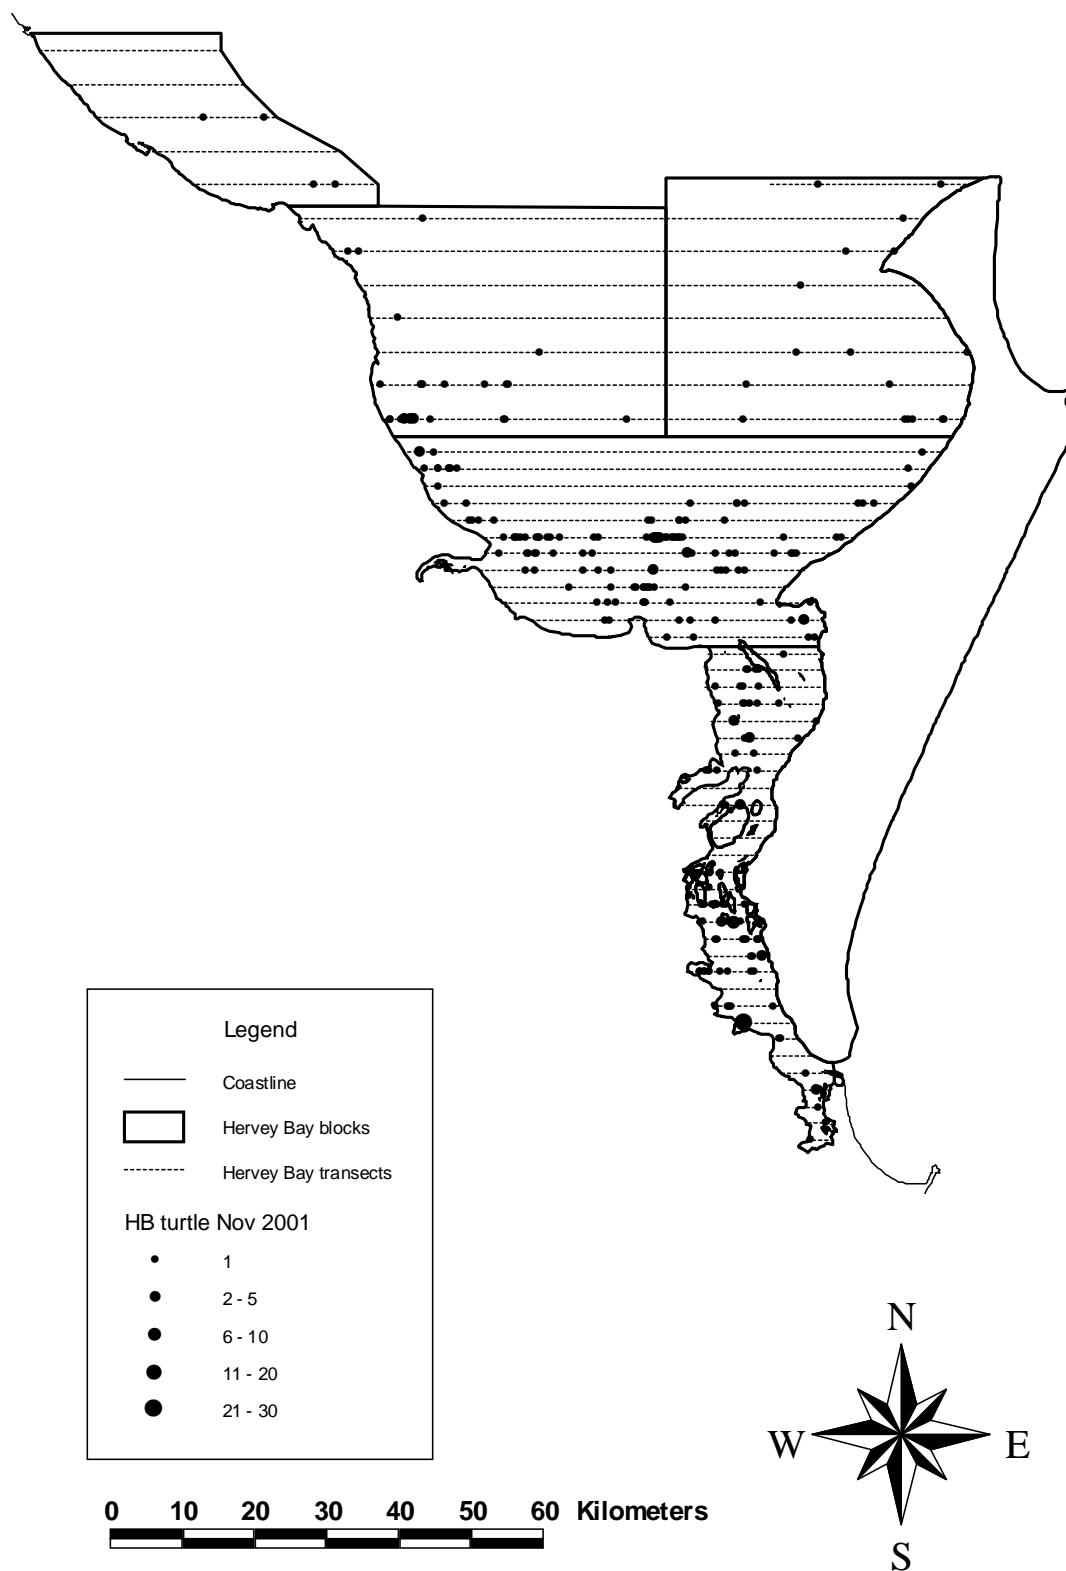 Legend
Coastline
Hervey Bay blocks
Hervey Bay transects
HB turtle Nov 2001
1
2 - 5
6 - 10
11 - 20
21 - 30
N
W E
S
0 10 20 30 40 50 60 Kilometers